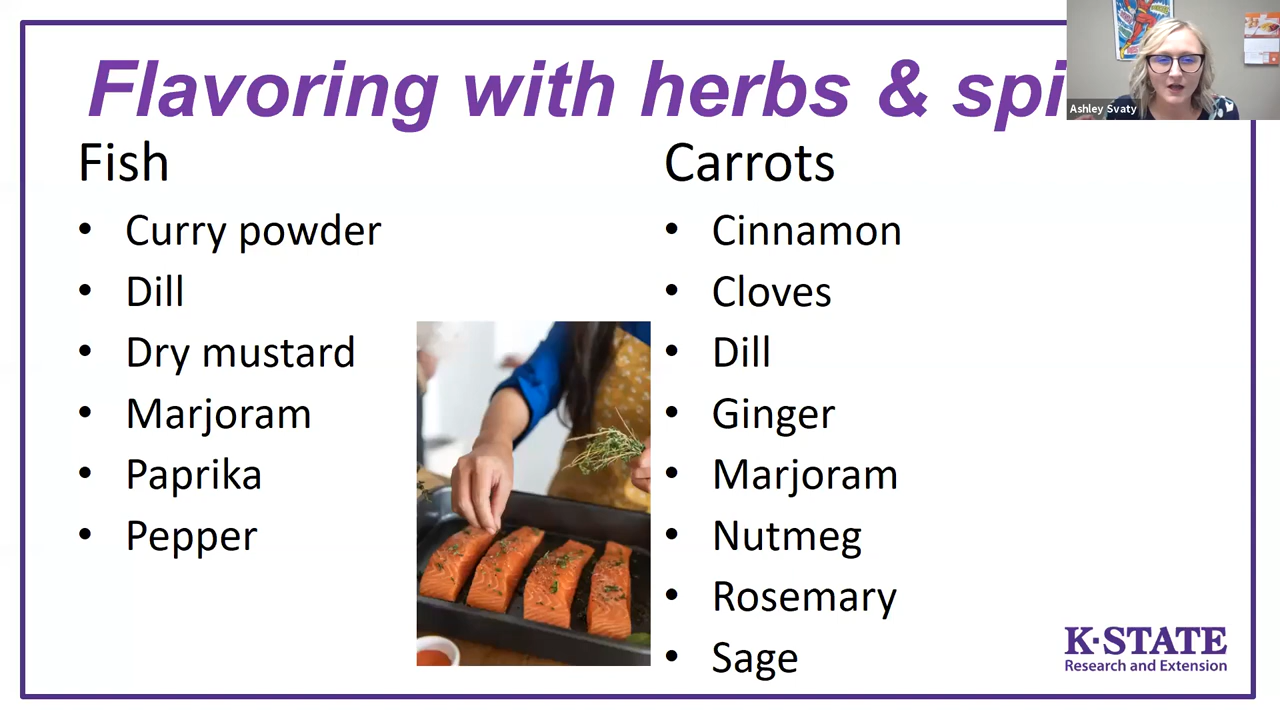 Flavoring with herbs & spi
Ashley Svaty
Fish
• Curry powder
• Dill
• Dry mustard
• Marjoram
• Paprika
• Pepper
Carrots
• Cinnamon
• Cloves
• Dill
• Ginger
• Marjoram
• Nutmeg
• Rosemary
• Sage
K·STATE
Research and Extension